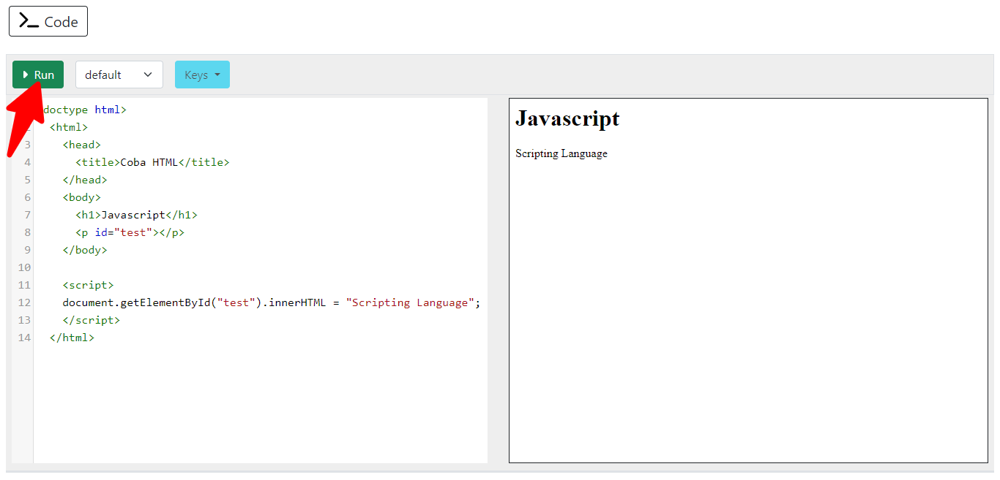 Code
Run default Keys
doctype html>
<html>
3 <head>
4 <title>Coba HTML</title>
5 </head>
6 <body>
7 <h1>Javascript</h1>
8 <p id="test"></p>
9 </body>
10
11 <script>
12 document.getElementById("test").innerHTML = "Scripting Language";
13 </script>
14 </html>
Javascript
Scripting Language